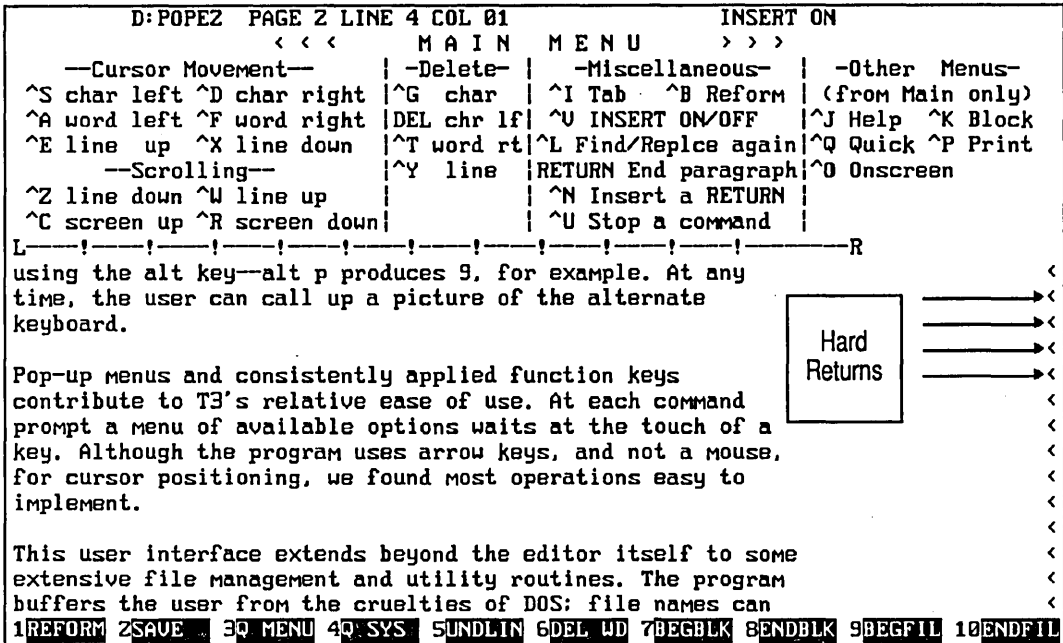 D:POPE2 PAGE 2 LINE 4 COL 01 INSERT ON
< < < M A I N M E N U > > >
--Cursor Movement-- | -Delete- | -Miscellaneous- | -Other Menus-
^S char left ^D char right |^G char | ^I Tab ^B Reform | (from Main only)
^A word left ^F word right |DEL chr lf| ^V INSERT ON/OFF |^J Help ^K Block
^E line up ^X line down |^T word rt|^L Find/Replce again|^Q Quick ^P Print
--Scrolling-- |^Y line |RETURN End paragraph|^O Onscreen
^Z line down ^W line up | | ^N Insert a RETURN |
^C screen up ^R screen down| | ^U Stop a command |
L----!----!----!----!----!----!----!----!----!----!----!--------R
using the alt key--alt p produces 9, for example. At any <
time, the user can call up a picture of the alternate <
keyboard. <
<
Pop-up menus and consistently applied function keys <
contribute to T3's relative ease of use. At each command <
prompt a menu of available options waits at the touch of a <
key. Although the program uses arrow keys, and not a mouse, <
for cursor positioning, we found most operations easy to <
implement. <
<
This user interface extends beyond the editor itself to some <
extensive file management and utility routines. The program <
buffers the user from the cruelties of DOS: file names can <
Hard
Returns
1REFORM 2SAVE 3Q MENU 4Q SYS 5UNDLIN 6DEL WD 7BEGBLK 8ENDBLK 9BEGFIL 10ENDFIL